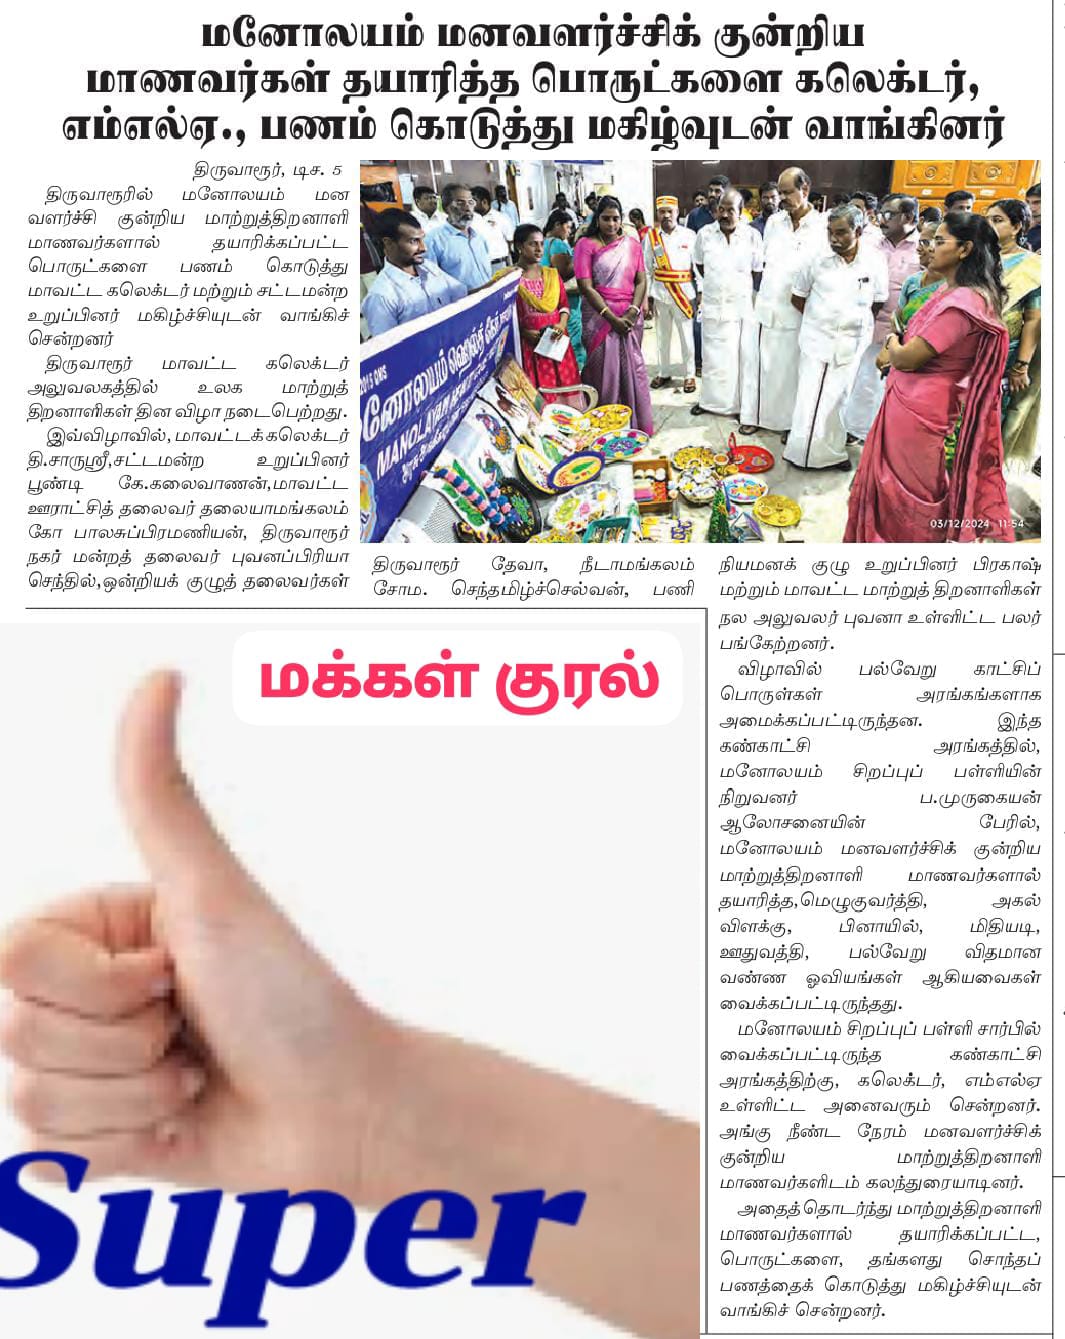 மனோலயம் மனவளர்ச்சிக் குன்றிய
மாணவர்கள் தயாரித்த பொருட்களை கலெக்டர்,
எம்எல்ஏ., பணம் கொடுத்து மகிழ்வுடன் வாங்கினர்
திருவாரூர், டிச. 5
திருவாரூரில் மனோலயம் மன
வளர்ச்சி குன்றிய மாற்றுத்திறனாளி
மாணவர்களால் தயாரிக்கப்பட்ட
பொருட்களை பணம் கொடுத்து
மாவட்ட கலெக்டர் மற்றும் சட்டமன்ற
உறுப்பினர் மகிழ்ச்சியுடன் வாங்கிச்
சென்றனர்
திருவாரூர் மாவட்ட கலெக்டர்
அலுவலகத்தில் உலக மாற்றுத்
திறனாளிகள் தின விழா நடைபெற்றது.
இவ்விழாவில், மாவட்டக்கலெக்டர்
தி.சாருஸ்ரீ,சட்டமன்ற உறுப்பினர்
பூண்டி கே.கலைவாணன்,மாவட்ட
ஊராட்சித் தலைவர் தலையாமங்கலம்
கோ பாலசுப்பிரமணியன், திருவாரூர்
நகர் மன்றத் தலைவர் புவனப்பிரியா
செந்தில்,ஒன்றியக் குழுத் தலைவர்கள்
2015 QMS
மனோலயம் ஹெல்த் கேர்
MANOLAYAM HEALTH
03/12/2024 11:54
திருவாரூர் தேவா, நீடாமங்கலம்
சோம. செந்தமிழ்ச்செல்வன், பணி
நியமனக் குழு உறுப்பினர் பிரகாஷ்
மற்றும் மாவட்ட மாற்றுத் திறனாளிகள்
நல அலுவலர் புவனா உள்ளிட்ட பலர்
பங்கேற்றனர்.
விழாவில் பல்வேறு காட்சிப்
பொருள்கள் அரங்கங்களாக
அமைக்கப்பட்டிருந்தன. இந்த
கண்காட்சி அரங்கத்தில்,
மனோலயம் சிறப்புப் பள்ளியின்
நிறுவனர் ப.முருகையன்
ஆலோசனையின் பேரில்,
மனோலயம் மனவளர்ச்சிக் குன்றிய
மாற்றுத்திறனாளி மாணவர்களால்
தயாரித்த,மெழுகுவர்த்தி, அகல்
விளக்கு, பினாயில், மிதியடி,
ஊதுவத்தி, பல்வேறு விதமான
வண்ண ஓவியங்கள் ஆகியவைகள்
வைக்கப்பட்டிருந்தது.
மனோலயம் சிறப்புப் பள்ளி சார்பில்
வைக்கப்பட்டிருந்த கண்காட்சி
அரங்கத்திற்கு, கலெக்டர், எம்எல்ஏ
உள்ளிட்ட அனைவரும் சென்றனர்.
அங்கு நீண்ட நேரம் மனவளர்ச்சிக்
குன்றிய மாற்றுத்திறனாளி
மாணவர்களிடம் கலந்துரையாடினர்.
அதைத்தொடர்ந்து மாற்றுத்திறனாளி
மாணவர்களால் தயாரிக்கப்பட்ட,
பொருட்களை, தங்களது சொந்தப்
பணத்தைக் கொடுத்து மகிழ்ச்சியுடன்
வாங்கிச் சென்றனர்.
மக்கள் குரல்
Super